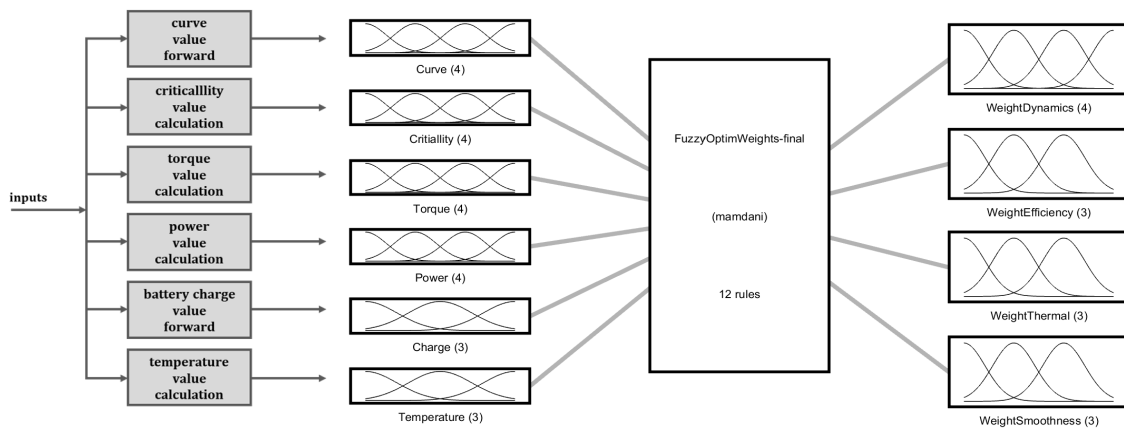 inputs
curve
value
forward
criticalllity
value
calculation
torque
value
calculation
power
value
calculation
battery charge
value
forward
temperature
value
calculation
Curve (4)
Critiallity (4)
Torque (4)
Power (4)
Charge (3)
Temperature (3)
FuzzyOptimWeights-final
(mamdani)
12 rules
WeightDynamics (4)
WeightEfficiency (3)
WeightThermal (3)
WeightSmoothness (3)